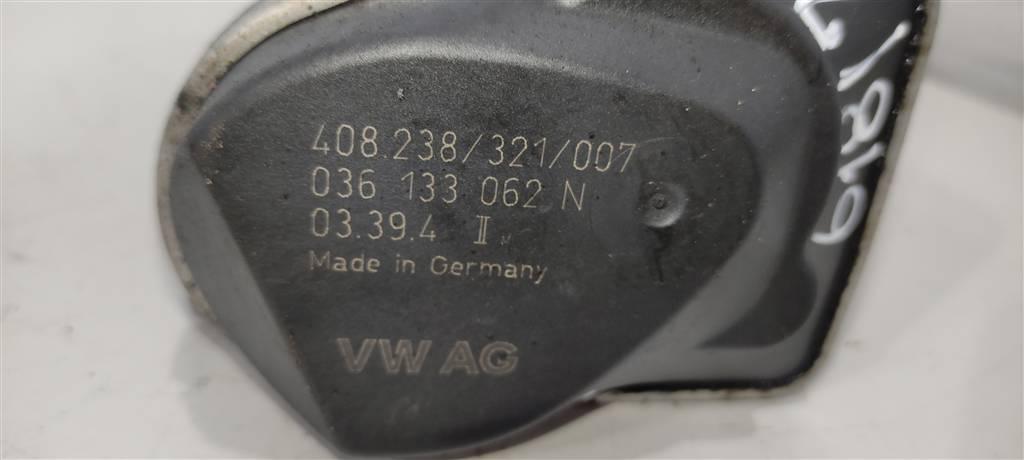 408.238/321/007
036 133 062 N
03.39.4 II
Made in Germany
VW AG